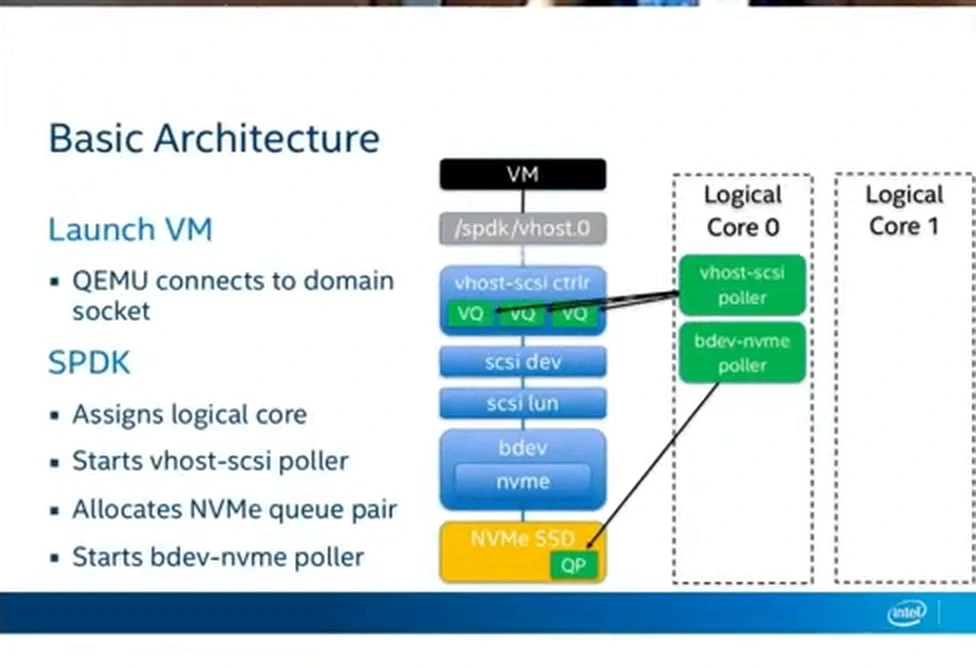 Basic Architecture
Launch VM
▪ QEMU connects to domain
socket
SPDK
▪ Assigns logical core
▪ Starts vhost-scsi poller
▪ Allocates NVMe queue pair
▪ Starts bdev-nvme poller
VM
/spdk/vhost.0
vhost-scsi ctrlr
VQ VQ VQ
scsi dev
scsi lun
bdev
nvme
NVMe SSD
QP
Logical
Core 0
vhost-scsi
poller
bdev-nvme
poller
Logical
Core 1
intel